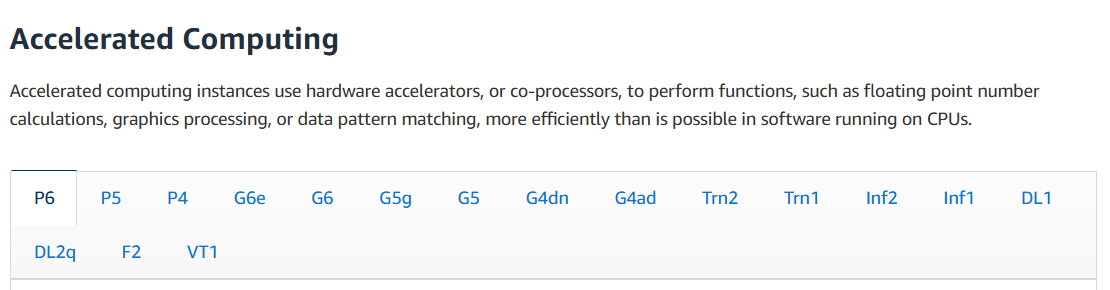 Accelerated Computing
Accelerated computing instances use hardware accelerators, or co-processors, to perform functions, such as floating point number
calculations, graphics processing, or data pattern matching, more efficiently than is possible in software running on CPUs.
P6 P5 P4 G6e G6 G5g G5 G4dn G4ad Trn2 Trn1 Inf2 Inf1 DL1
DL2q F2 VT1